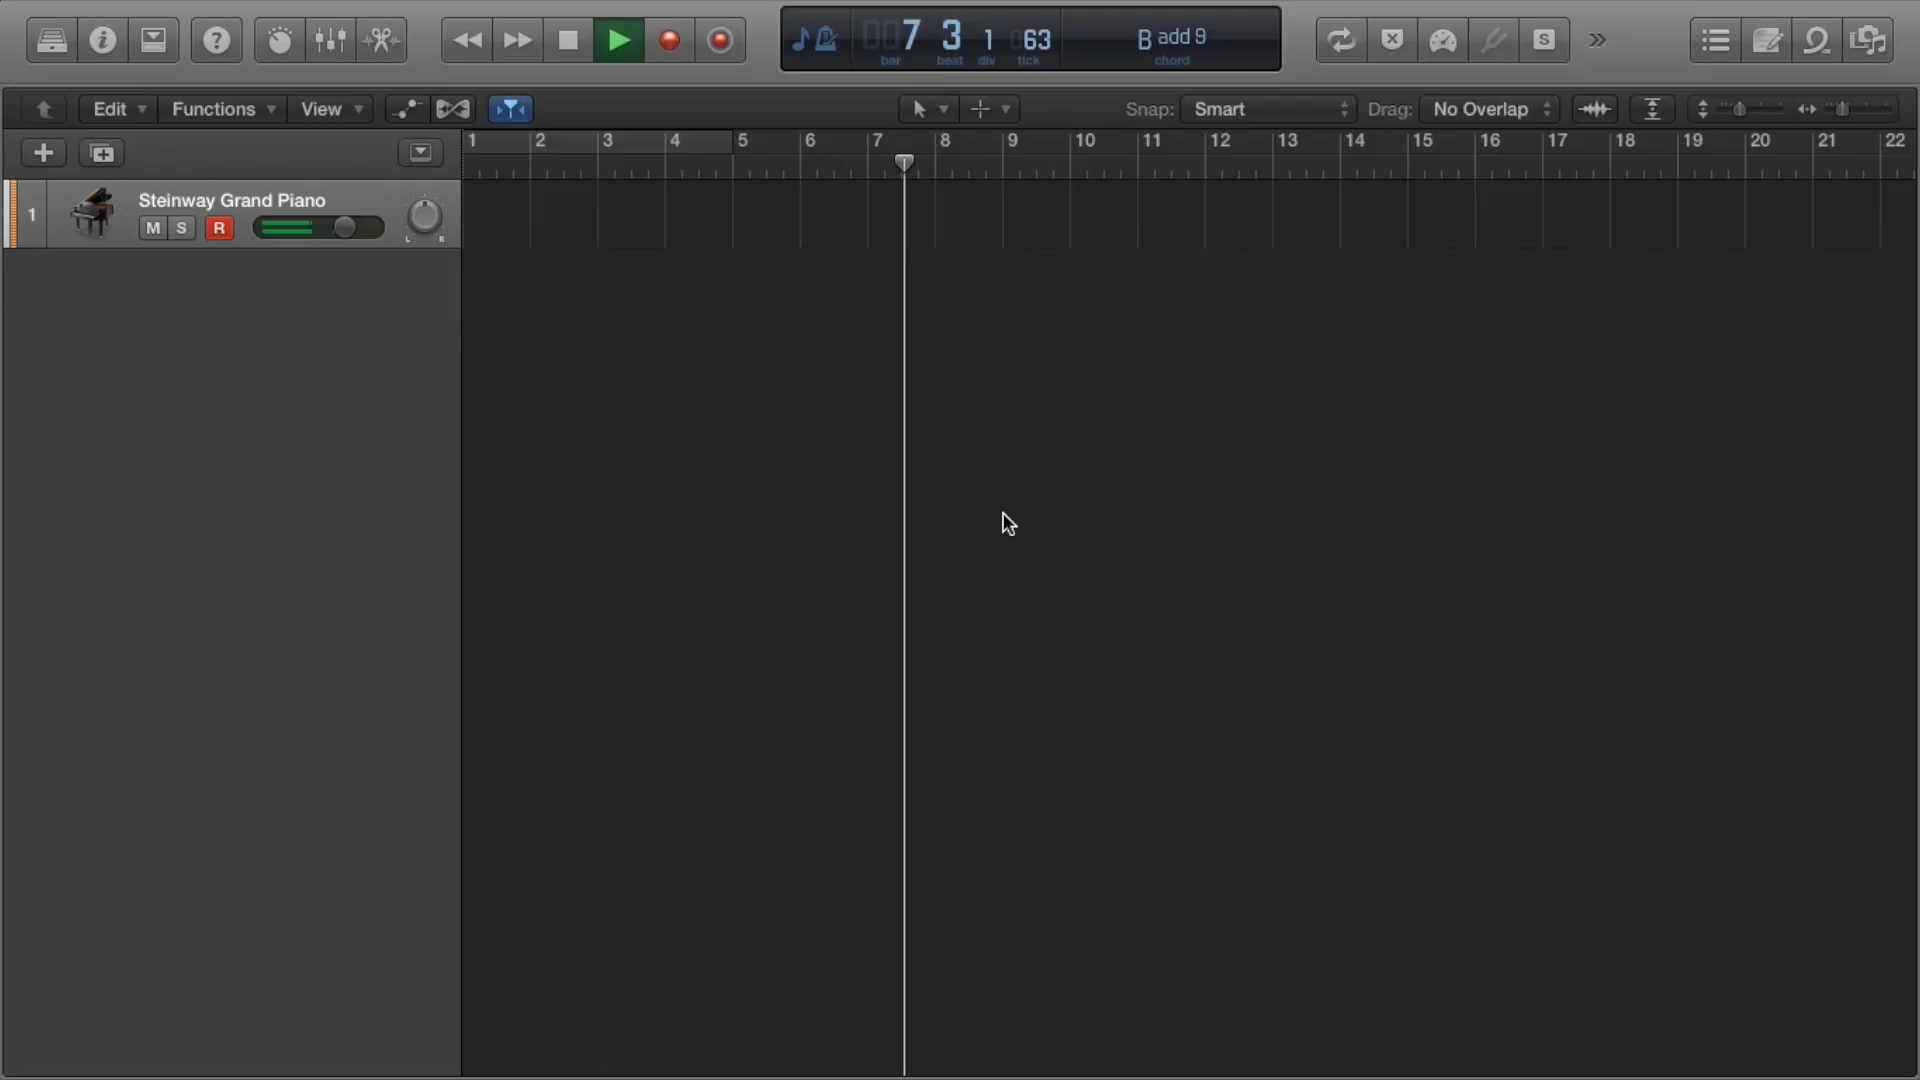 7 3 1 63 B add 9
bar beat div tick chord
S
Edit Functions View Snap: Smart Drag: No Overlap
1 2 3 4 5 6 7 8 9 10 11 12 13 14 15 16 17 18 19 20 21 22
1 Steinway Grand Piano
M S R
L R